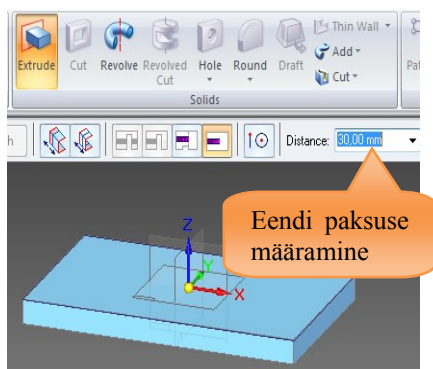 Thin Wall
Add
Cut
Extrude Cut Revolve Revolved Cut Hole Round Draft
Solids
h
Distance: 30,00 mm
Eendi paksuse
määramine
Z
Y
X